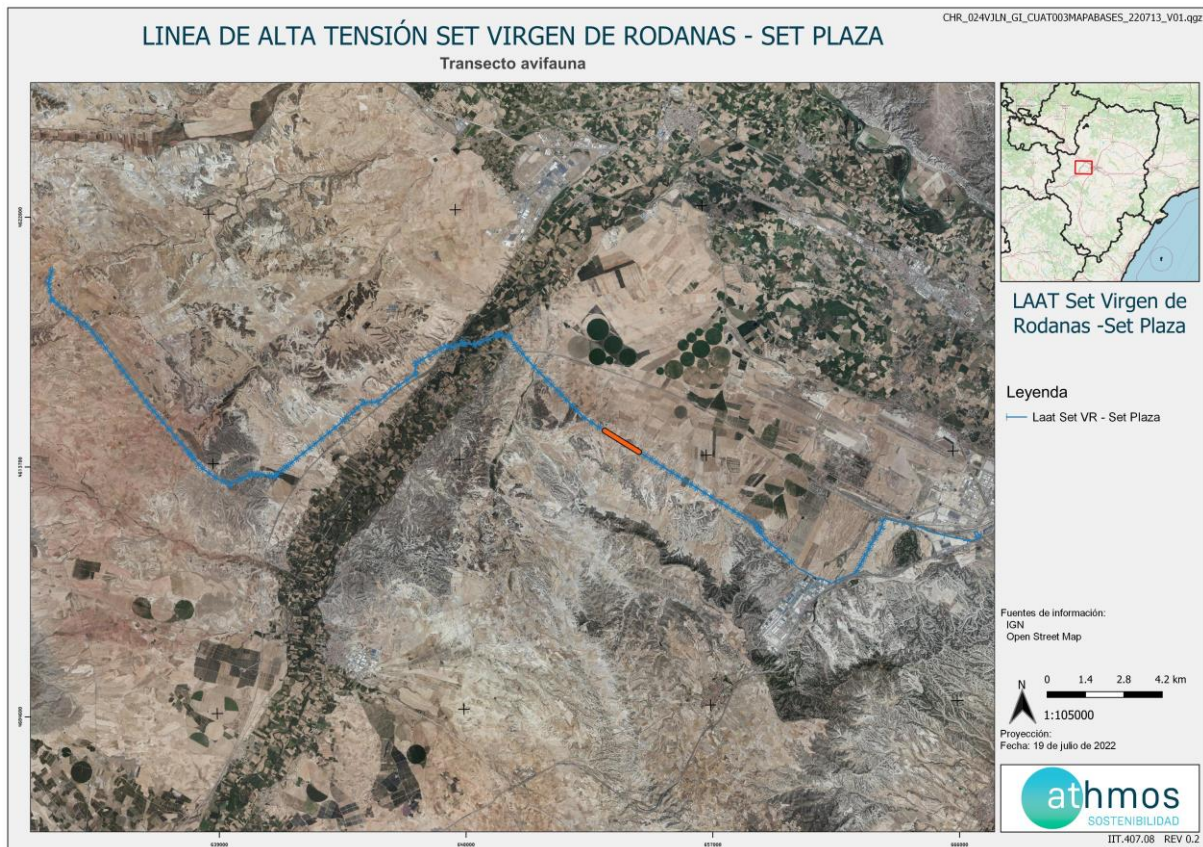 CHR_024VJLN_GI_CUAT003MAPABASES_220713_V01.qgz
LINEA DE ALTA TENSIÓN SET VIRGEN DE RODANAS - SET PLAZA
Transecto avifauna
LAAT Set Virgen de
Rodanas -Set Plaza
Leyenda
Laat Set VR - Set Plaza
Fuentes de información:
IGN
Open Street Map
N
0 1.4 2.8 4.2 km
1:105000
Proyección:
Fecha: 19 de julio de 2022
athmos
SOSTENIBILIDAD
IIT.407.08 REV 0.2